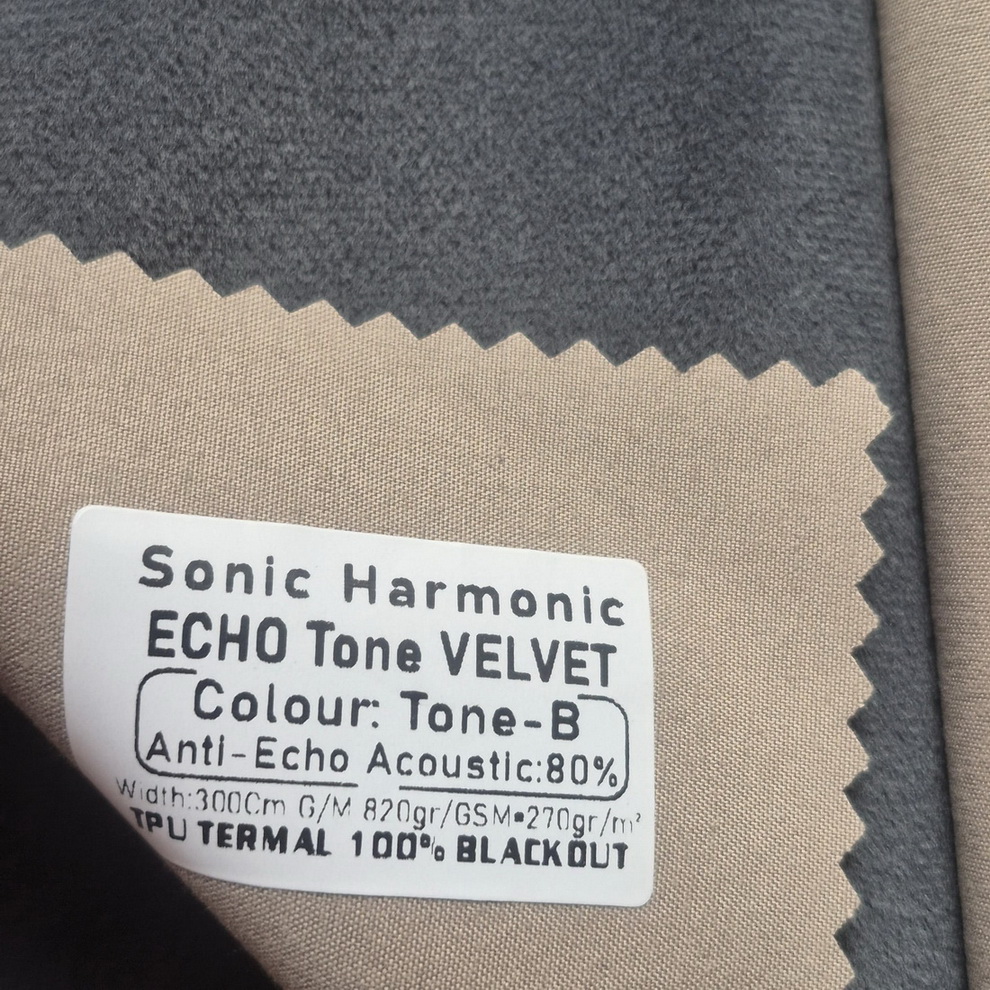 Sonic Harmonic
ECHO Tone VELVET
Colour: Tone-B
Anti-Echo Acoustic:80%
Width:300Cm G/M 820gr/GSM=270gr/m²
TPU TERMAL 100% BLACKOUT